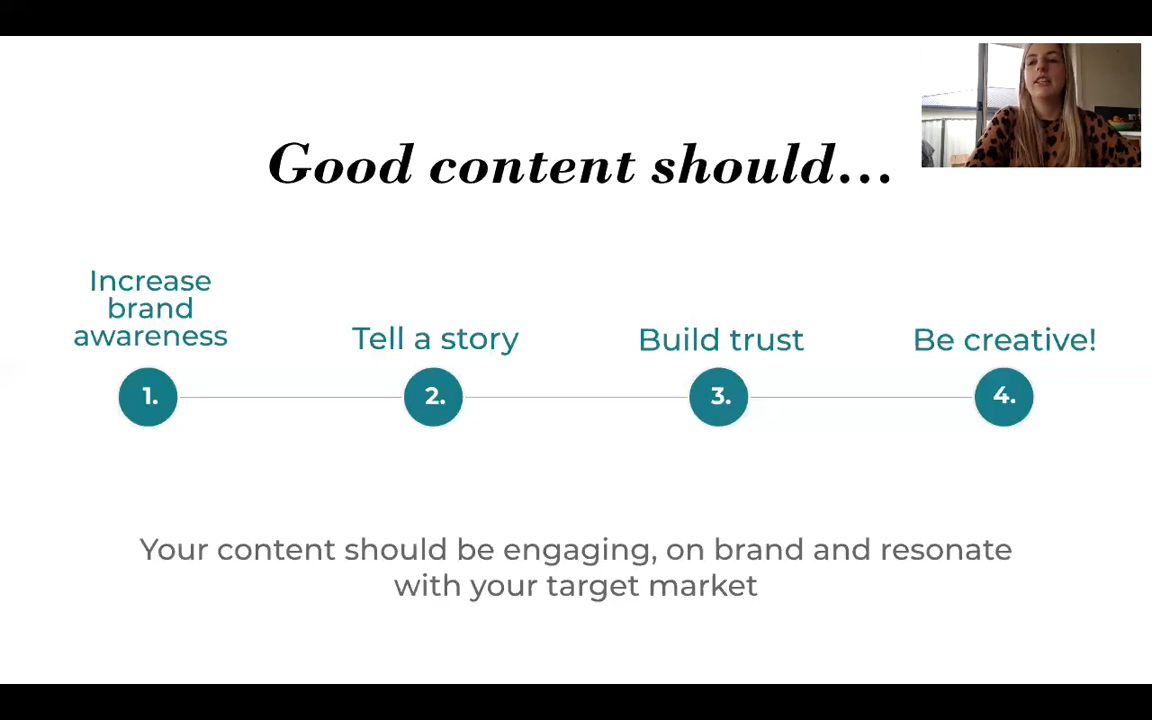 Good content should...
Increase
brand
awareness
Tell a story
Build trust
Be creative!
1.
2.
3.
4.
Your content should be engaging, on brand and resonate
with your target market